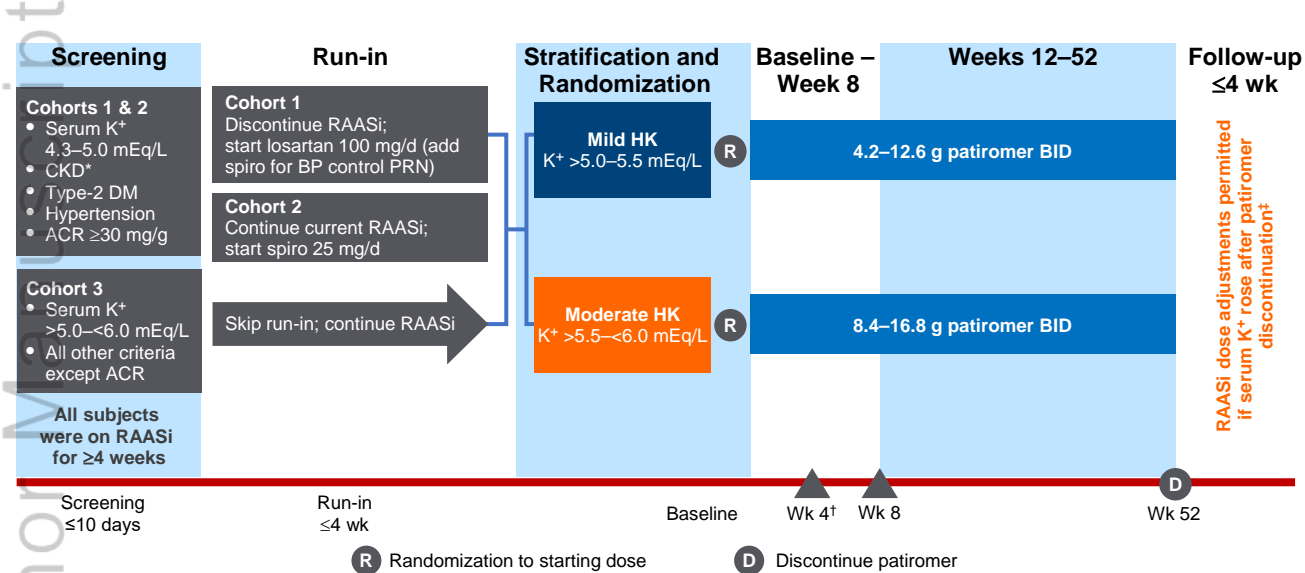 Screening
Run-in
Stratification and
Randomization
Baseline –
Week 8
Weeks 12–52
Follow-up
≤4 wk
Cohorts 1 & 2
• Serum K+
4.3–5.0 mEq/L
• CKD*
• Type-2 DM
• Hypertension
• ACR ≥30 mg/g
Cohort 3
• Serum K+
>5.0–<6.0 mEq/L
• All other criteria
except ACR
All subjects
were on RAASi
for ≥4 weeks
Cohort 1
Discontinue RAASi;
start losartan 100 mg/d (add
spiro for BP control PRN)
Cohort 2
Continue current RAASi;
start spiro 25 mg/d
Skip run-in; continue RAASi
Mild HK
K+ >5.0–5.5 mEq/L
R
4.2–12.6 g patiromer BID
Moderate HK
K+ >5.5–<6.0 mEq/L
R
8.4–16.8 g patiromer BID
RAASi dose adjustments permitted
if serum K+ rose after patiromer
discontinuation‡
D
Screening
≤10 days
Run-in
≤4 wk
Baseline
Wk 4†
Wk 8
Wk 52
R Randomization to starting dose
D Discontinue patiromer
Manuscript